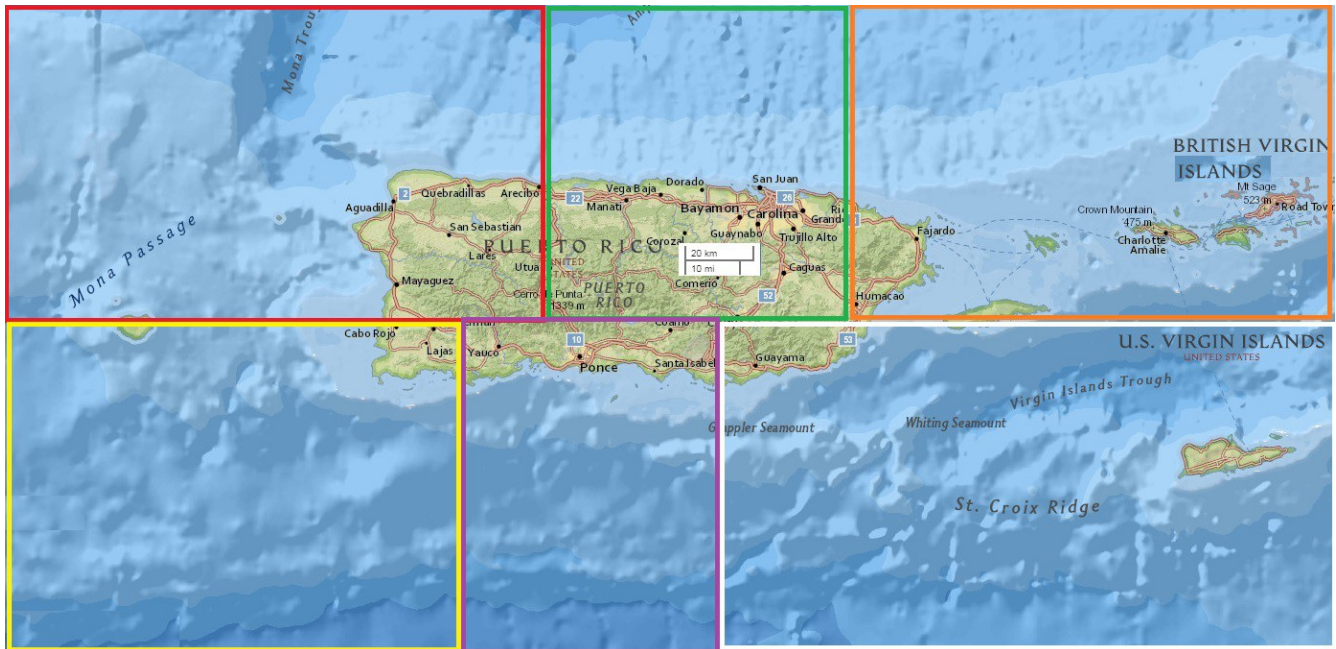 Mona Trou
BRITISH VIRGIN
ISLANDS
Mt Sage
523 m
Road Town
Crown Mountain
475 m
Charlotte
Amalie
San Juan
Dorado
Vega Baja
Quebradillas
Arecibo
2
22
26
Manati
Aguadilla
Bayamon
Carolina
Rio
Grande
Guaynabo
Trujillo Alto
Fajardo
San Sebastian
Corozal
PUERTO RICO
UNITED
STATES
Lares
Utua
20 km
10 mi
Mona Passage
Mayaguez
Caguas
Comerio
PUERTO
RICO
Cerro de Punta
1339 m
52
Humacao
Cabo Rojo
Lajas
Yauco
10
Ponce
Coamo
Santa Isabel
Guayama
53
U.S. VIRGIN ISLANDS
UNITED STATES
Virgin Islands Trough
Grappler Seamount
Whiting Seamount
St. Croix Ridge